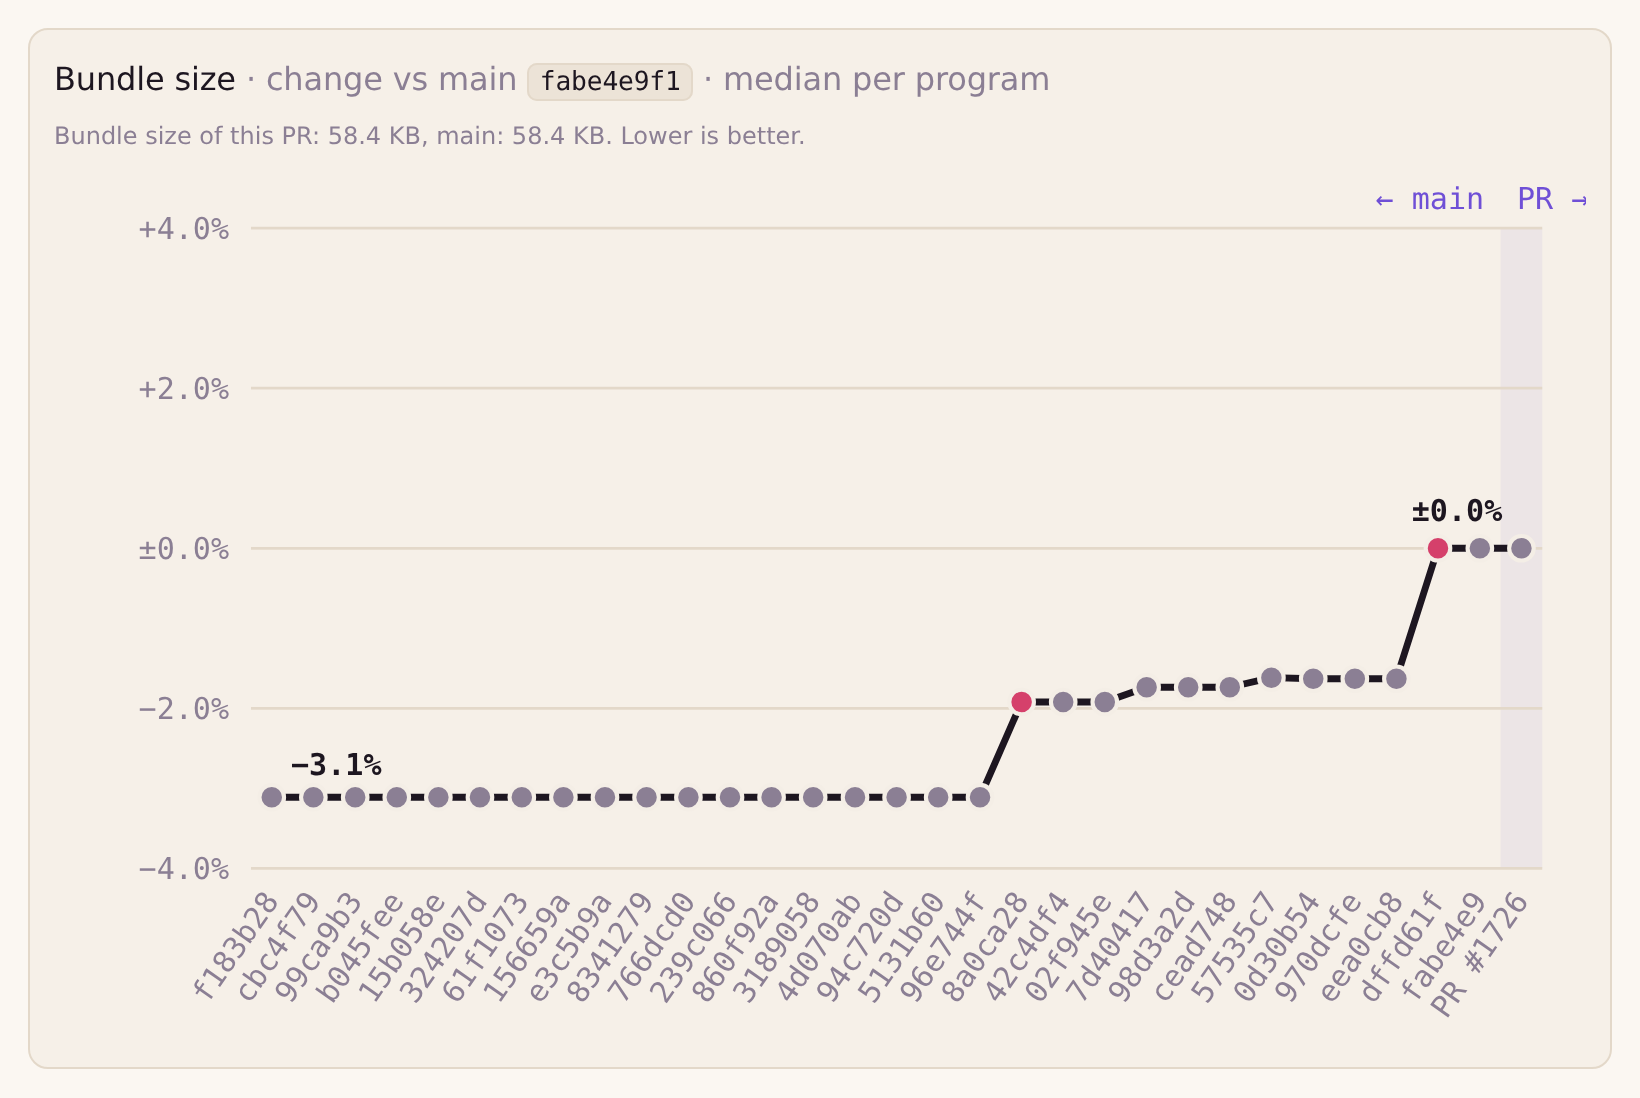 Bundle size · change vs main fabe4e9f1 · median per program
Bundle size of this PR: 58.4 KB, main: 58.4 KB. Lower is better.
← main PR →
+4.0%
+2.0%
±0.0%
−2.0%
−4.0%
±0.0%
−3.1%
f183b28
cbc4f79
99ca9b3
b045fee
15b058e
324207d
61f1073
156659a
e3c5b9a
8341279
766dcd0
239c066
860f92a
3189058
4d070ab
94c720d
5131b60
96e744f
8a0ca28
42c4df4
02f945e
7d40417
98d3a2d
cead748
57535c7
0d30b54
970dcfe
eea0cb8
dffd61f
fabe4e9
PR #1726